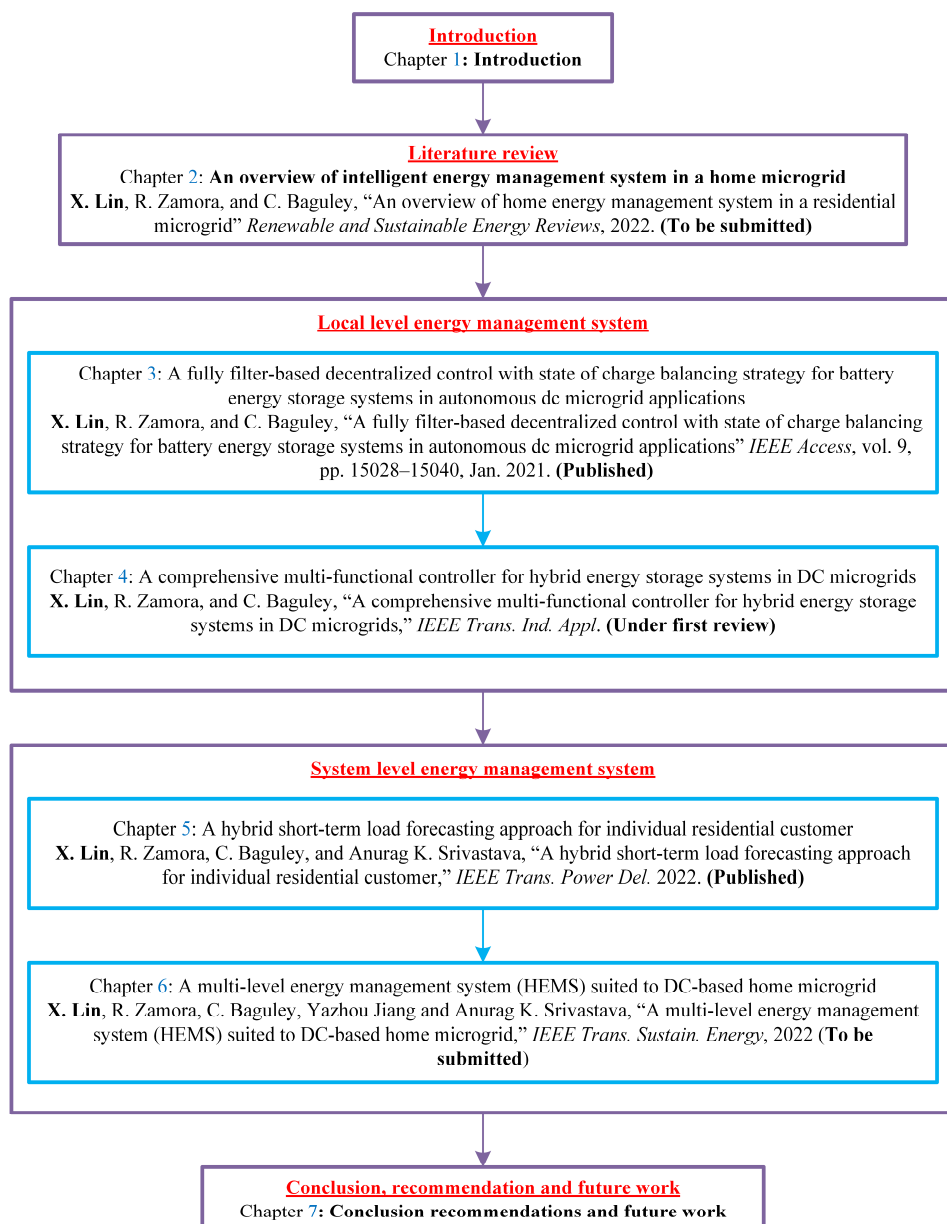 Introduction
Chapter 1: Introduction
Literature review
Chapter 2: An overview of intelligent energy management system in a home microgrid
X. Lin, R. Zamora, and C. Baguley, “An overview of home energy management system in a residential
microgrid” Renewable and Sustainable Energy Reviews, 2022. (To be submitted)
Local level energy management system
Chapter 3: A fully filter-based decentralized control with state of charge balancing strategy for battery
energy storage systems in autonomous dc microgrid applications
X. Lin, R. Zamora, and C. Baguley, “A fully filter-based decentralized control with state of charge balancing
strategy for battery energy storage systems in autonomous dc microgrid applications” IEEE Access, vol. 9,
pp. 15028–15040, Jan. 2021. (Published)
Chapter 4: A comprehensive multi-functional controller for hybrid energy storage systems in DC microgrids
X. Lin, R. Zamora, and C. Baguley, “A comprehensive multi-functional controller for hybrid energy storage
systems in DC microgrids,” IEEE Trans. Ind. Appl. (Under first review)
System level energy management system
Chapter 5: A hybrid short-term load forecasting approach for individual residential customer
X. Lin, R. Zamora, C. Baguley, and Anurag K. Srivastava, “A hybrid short-term load forecasting approach
for individual residential customer,” IEEE Trans. Power Del. 2022. (Published)
Chapter 6: A multi-level energy management system (HEMS) suited to DC-based home microgrid
X. Lin, R. Zamora, C. Baguley, Yazhou Jiang and Anurag K. Srivastava, “A multi-level energy management
system (HEMS) suited to DC-based home microgrid,” IEEE Trans. Sustain. Energy, 2022 (To be
submitted)
Conclusion, recommendation and future work
Chapter 7: Conclusion recommendations and future work